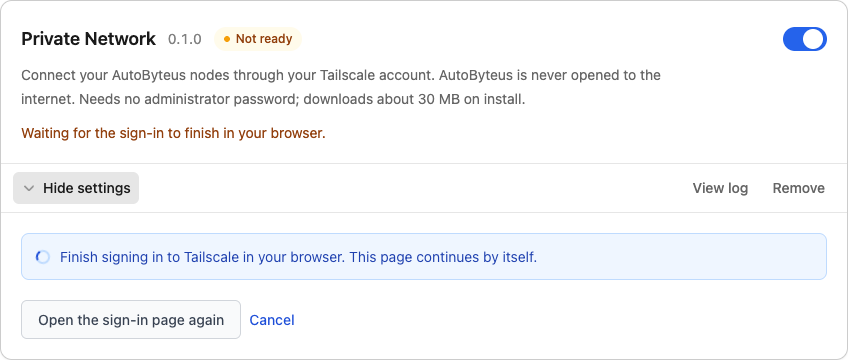 Private Network 0.1.0 Not ready
Connect your AutoByteus nodes through your Tailscale account. AutoByteus is never opened to the
internet. Needs no administrator password; downloads about 30 MB on install.
Waiting for the sign-in to finish in your browser.
Hide settings View log Remove
Finish signing in to Tailscale in your browser. This page continues by itself.
Open the sign-in page again Cancel